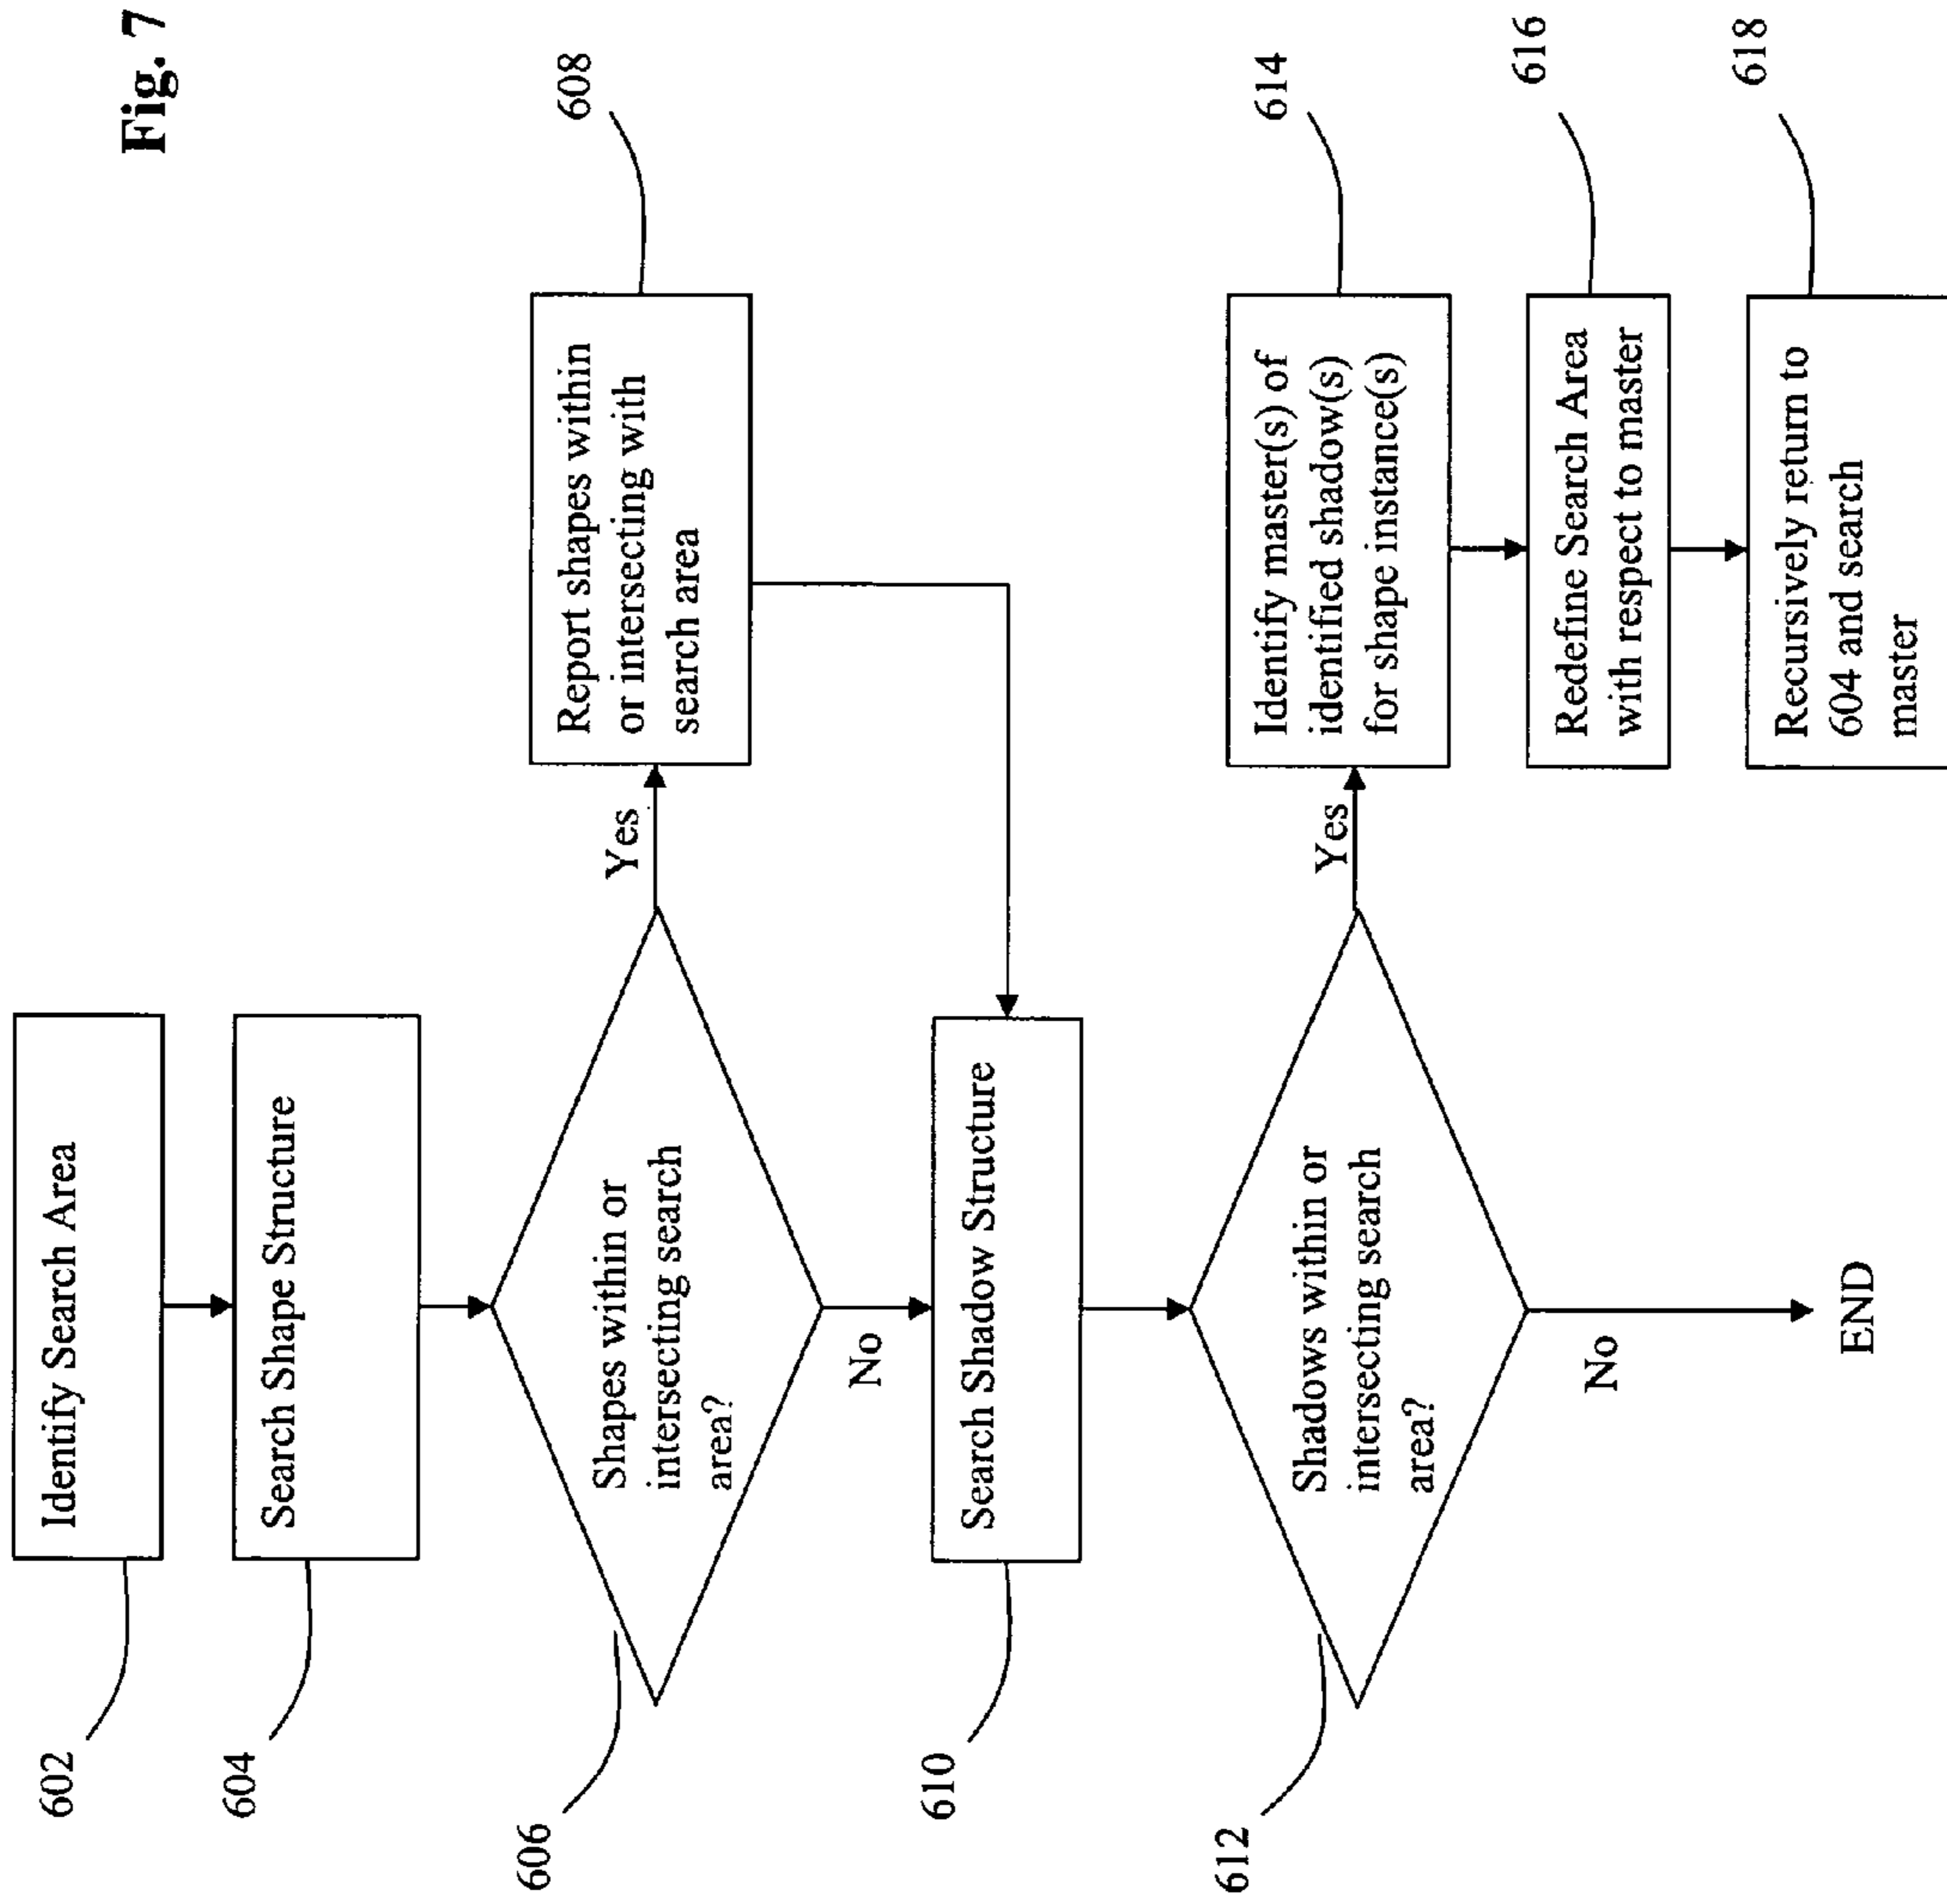 Fig. 7
602
Identify Search Area
604
Search Shape Structure
606
Shapes within or
intersecting search
area?
Yes
608
Report shapes within
or intersecting with
search area
No
610
Search Shadow Structure
612
Shadows within or
intersecting search
area?
Yes
614
Identify master(s) of
identified shadow(s)
for shape instance(s)
616
Redefine Search Area
with respect to master
618
Recursively return to
604 and search
master
No
END